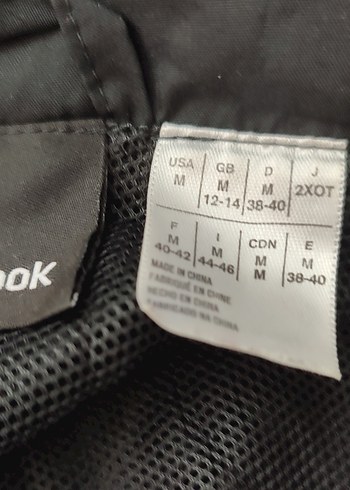 ook
USA GB D J
M M M 2XOT
12-14 38-40
F I CDN E
M M M M
40-42 44-46 M 38-40
MADE IN CHINA
FABRIQUÉ EN CHINE
HECHO EN CHINA
FABRICADO NA CHINA